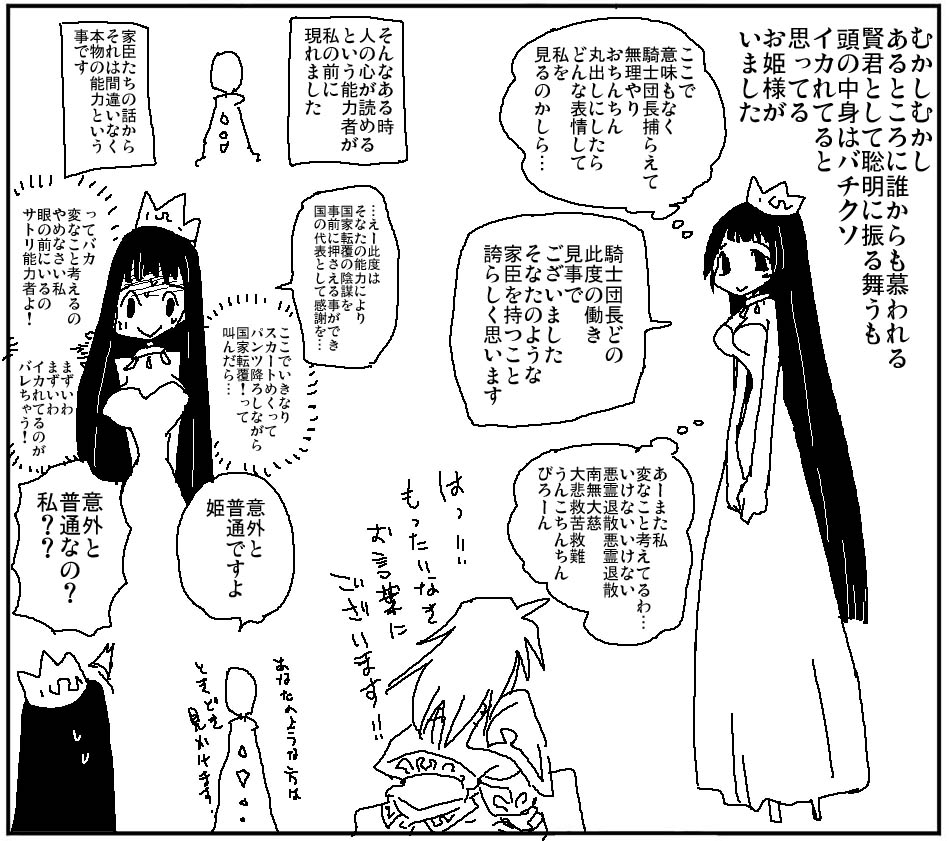 むかしむかし
あるところに誰からも慕われる
賢君として聡明に振る舞うも
頭の中身はバチクソ
イカれてると
思ってる
お姫様が
いました
ここで
意味もなく
騎士団長捕らえて
無理やり
おちんちん
丸出しにしたら
どんな表情して
私を
見るのかしら…
騎士団長どの
此度の働き
見事で
ございました
そなたのような
家臣を持つこと
誇らしく思います
あーまた私
変なこと考えてるわ…
いけないいけない
悪霊退散悪霊退散
南無大慈
大悲救苦救難
うんこちんちん
びろーん
はっ!!
もったいなき
お言葉に
ございます!!
そんなある時
人の心が読める
という能力者が
私の前に
現れました
家臣たちの話から
それは間違いなく
本物の能力という
事です
…えー此度は
そなたの能力により
国家転覆の陰謀を
事前に押さえる事ができ
国の代表として感謝を…
ここでいきなり
スカートめくって
パンツ降ろしながら
国家転覆!って
叫んだら…
ってバカ
変なこと考えるの
やめなさい私
眼の前にいるの
サトリ能力者よ!
まずいわ
まずいわ
イカれてるのが
バレちゃう!
意外と
普通ですよ
姫
意外と
普通なの?
私??
あなたのような方は
ときどき
見かけます